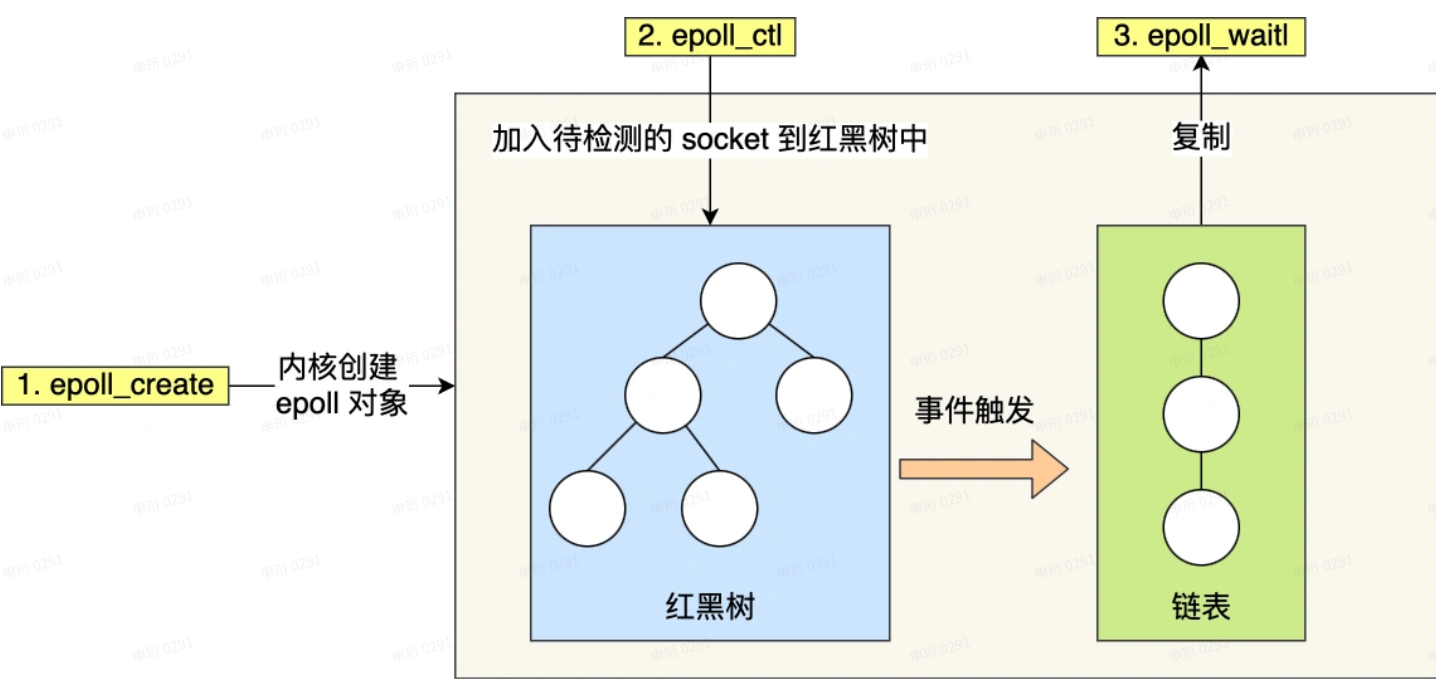 2. epoll_ctl
3. epoll_waitl
加入待检测的 socket 到红黑树中
复制
1. epoll_create
内核创建
epoll 对象
事件触发
红黑树
链表